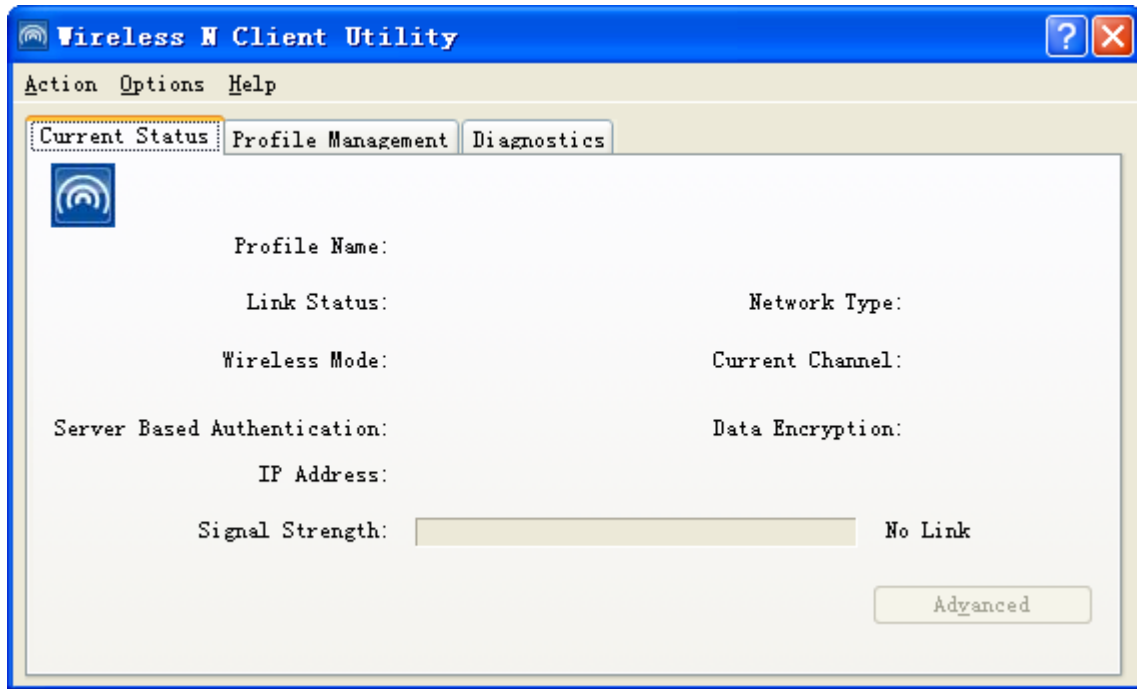 Wireless N Client Utility
Action Options Help
Current Status Profile Management Diagnostics
Profile Name:
Link Status: Network Type:
Wireless Mode: Current Channel:
Server Based Authentication: Data Encryption:
IP Address:
Signal Strength: No Link
Advanced